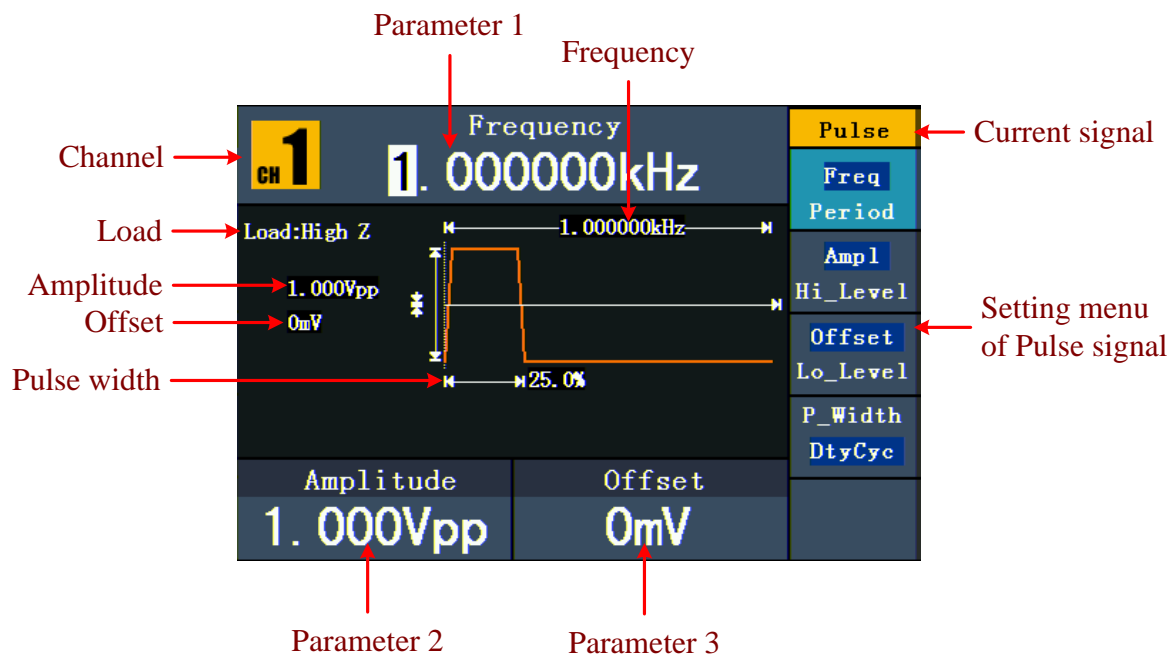 Parameter 1
Frequency
Channel
CH 1
Frequency
1.000000kHz
Pulse
Current signal
Freq
Period
Load
Load:High Z
1.000000kHz
Ampl
Hi_Level
Amplitude
1.000Vpp
Offset
0mV
Offset
Lo_Level
Setting menu
of Pulse signal
Pulse width
25.0%
P_Width
DtyCyc
Amplitude
1.000Vpp
Offset
0mV
Parameter 2
Parameter 3